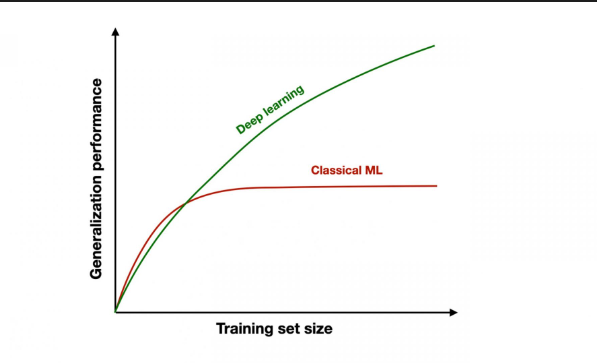 Generalization performance
Deep learning
Classical ML
Training set size